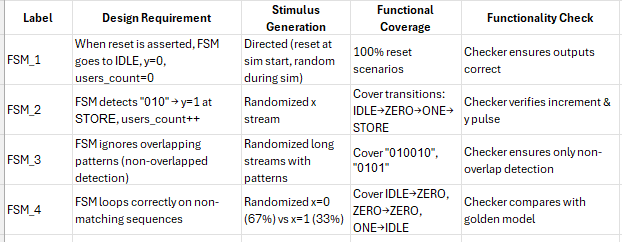 Label Design Requirement Stimulus Generation Functional Coverage Functionality Check
FSM_1
When reset is asserted, FSM
goes to IDLE, y=0,
users_count=0
Directed (reset at
sim start, random
during sim)
100% reset
scenarios
Checker ensures outputs
correct
FSM_2
FSM detects "010" → y=1 at
STORE, users_count++
Randomized x
stream
Cover transitions:
IDLE→ZERO→ONE→
STORE
Checker verifies increment &
y pulse
FSM_3
FSM ignores overlapping
patterns (non-overlapped
detection)
Randomized long
streams with
patterns
Cover "010010",
"0101"
Checker ensures only non-
overlap detection
FSM_4
FSM loops correctly on non-
matching sequences
Randomized x=0
(67%) vs x=1 (33%)
Cover IDLE→ZERO,
ZERO→ZERO,
ONE→IDLE
Checker compares with
golden model